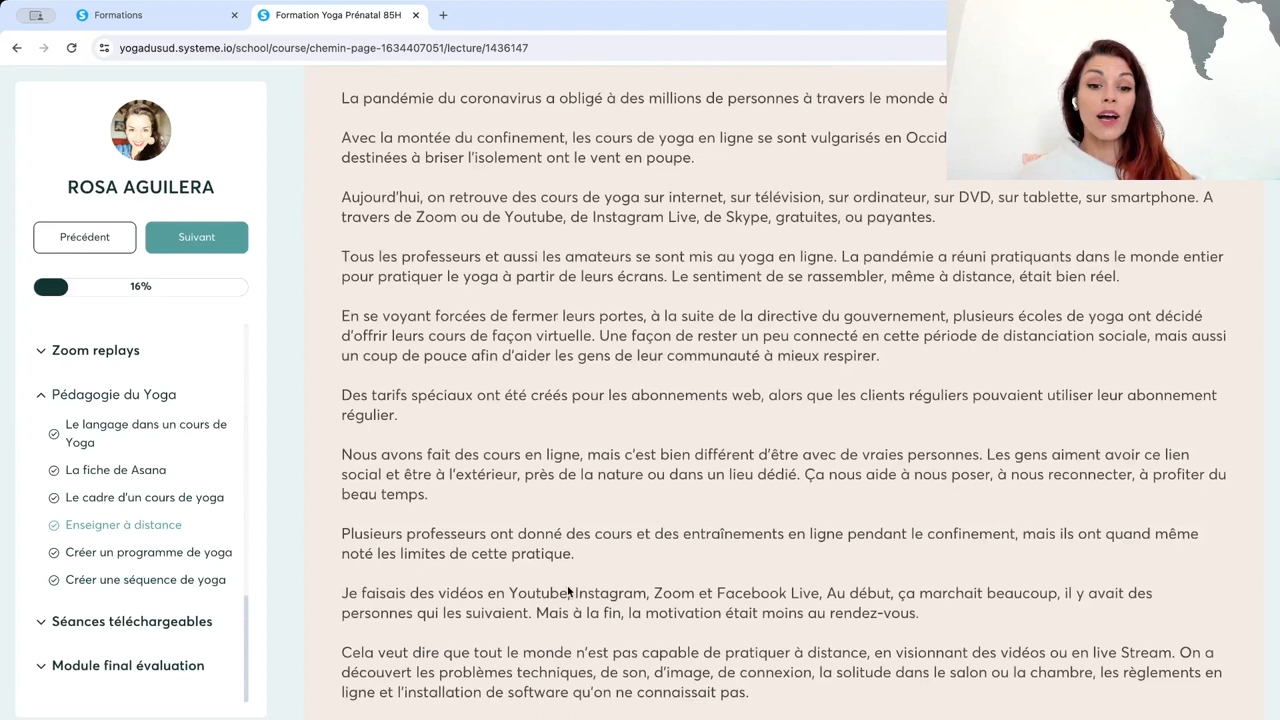 Formations
Formation Yoga Prénatal 85H
yogadusud.systeme.io/school/course/chemin-page-1634407051/lecture/1436147
ROSA AGUILERA
Précédent
Suivant
16%
Zoom replays
Pédagogie du Yoga
Le langage dans un cours de
Yoga
La fiche de Asana
Le cadre d'un cours de yoga
Enseigner à distance
Créer un programme de yoga
Créer une séquence de yoga
Séances téléchargeables
Module final évaluation
La pandémie du coronavirus a obligé à des millions de personnes à travers le monde à
Avec la montée du confinement, les cours de yoga en ligne se sont vulgarisés en Occid
destinées à briser l'isolement ont le vent en poupe.
Aujourd'hui, on retrouve des cours de yoga sur internet, sur télévision, sur ordinateur, sur DVD, sur tablette, sur smartphone. A
travers de Zoom ou de Youtube, de Instagram Live, de Skype, gratuites, ou payantes.
Tous les professeurs et aussi les amateurs se sont mis au yoga en ligne. La pandémie a réuni pratiquants dans le monde entier
pour pratiquer le yoga à partir de leurs écrans. Le sentiment de se rassembler, même à distance, était bien réel.
En se voyant forcées de fermer leurs portes, à la suite de la directive du gouvernement, plusieurs écoles de yoga ont décidé
d'offrir leurs cours de façon virtuelle. Une façon de rester un peu connecté en cette période de distanciation sociale, mais aussi
un coup de pouce afin d'aider les gens de leur communauté à mieux respirer.
Des tarifs spéciaux ont été créés pour les abonnements web, alors que les clients réguliers pouvaient utiliser leur abonnement
régulier.
Nous avons fait des cours en ligne, mais c'est bien différent d'être avec de vraies personnes. Les gens aiment avoir ce lien
social et être à l'extérieur, près de la nature ou dans un lieu dédié. Ça nous aide à nous poser, à nous reconnecter, à profiter du
beau temps.
Plusieurs professeurs ont donné des cours et des entraînements en ligne pendant le confinement, mais ils ont quand même
noté les limites de cette pratique.
Je faisais des vidéos en Youtube Instagram, Zoom et Facebook Live, Au début, ça marchait beaucoup, il y avait des
personnes qui les suivaient. Mais à la fin, la motivation était moins au rendez-vous.
Cela veut dire que tout le monde n'est pas capable de pratiquer à distance, en visionnant des vidéos ou en live Stream. On a
découvert les problèmes techniques, de son, d'image, de connexion, la solitude dans le salon ou la chambre, les règlements en
ligne et l'installation de software qu'on ne connaissait pas.